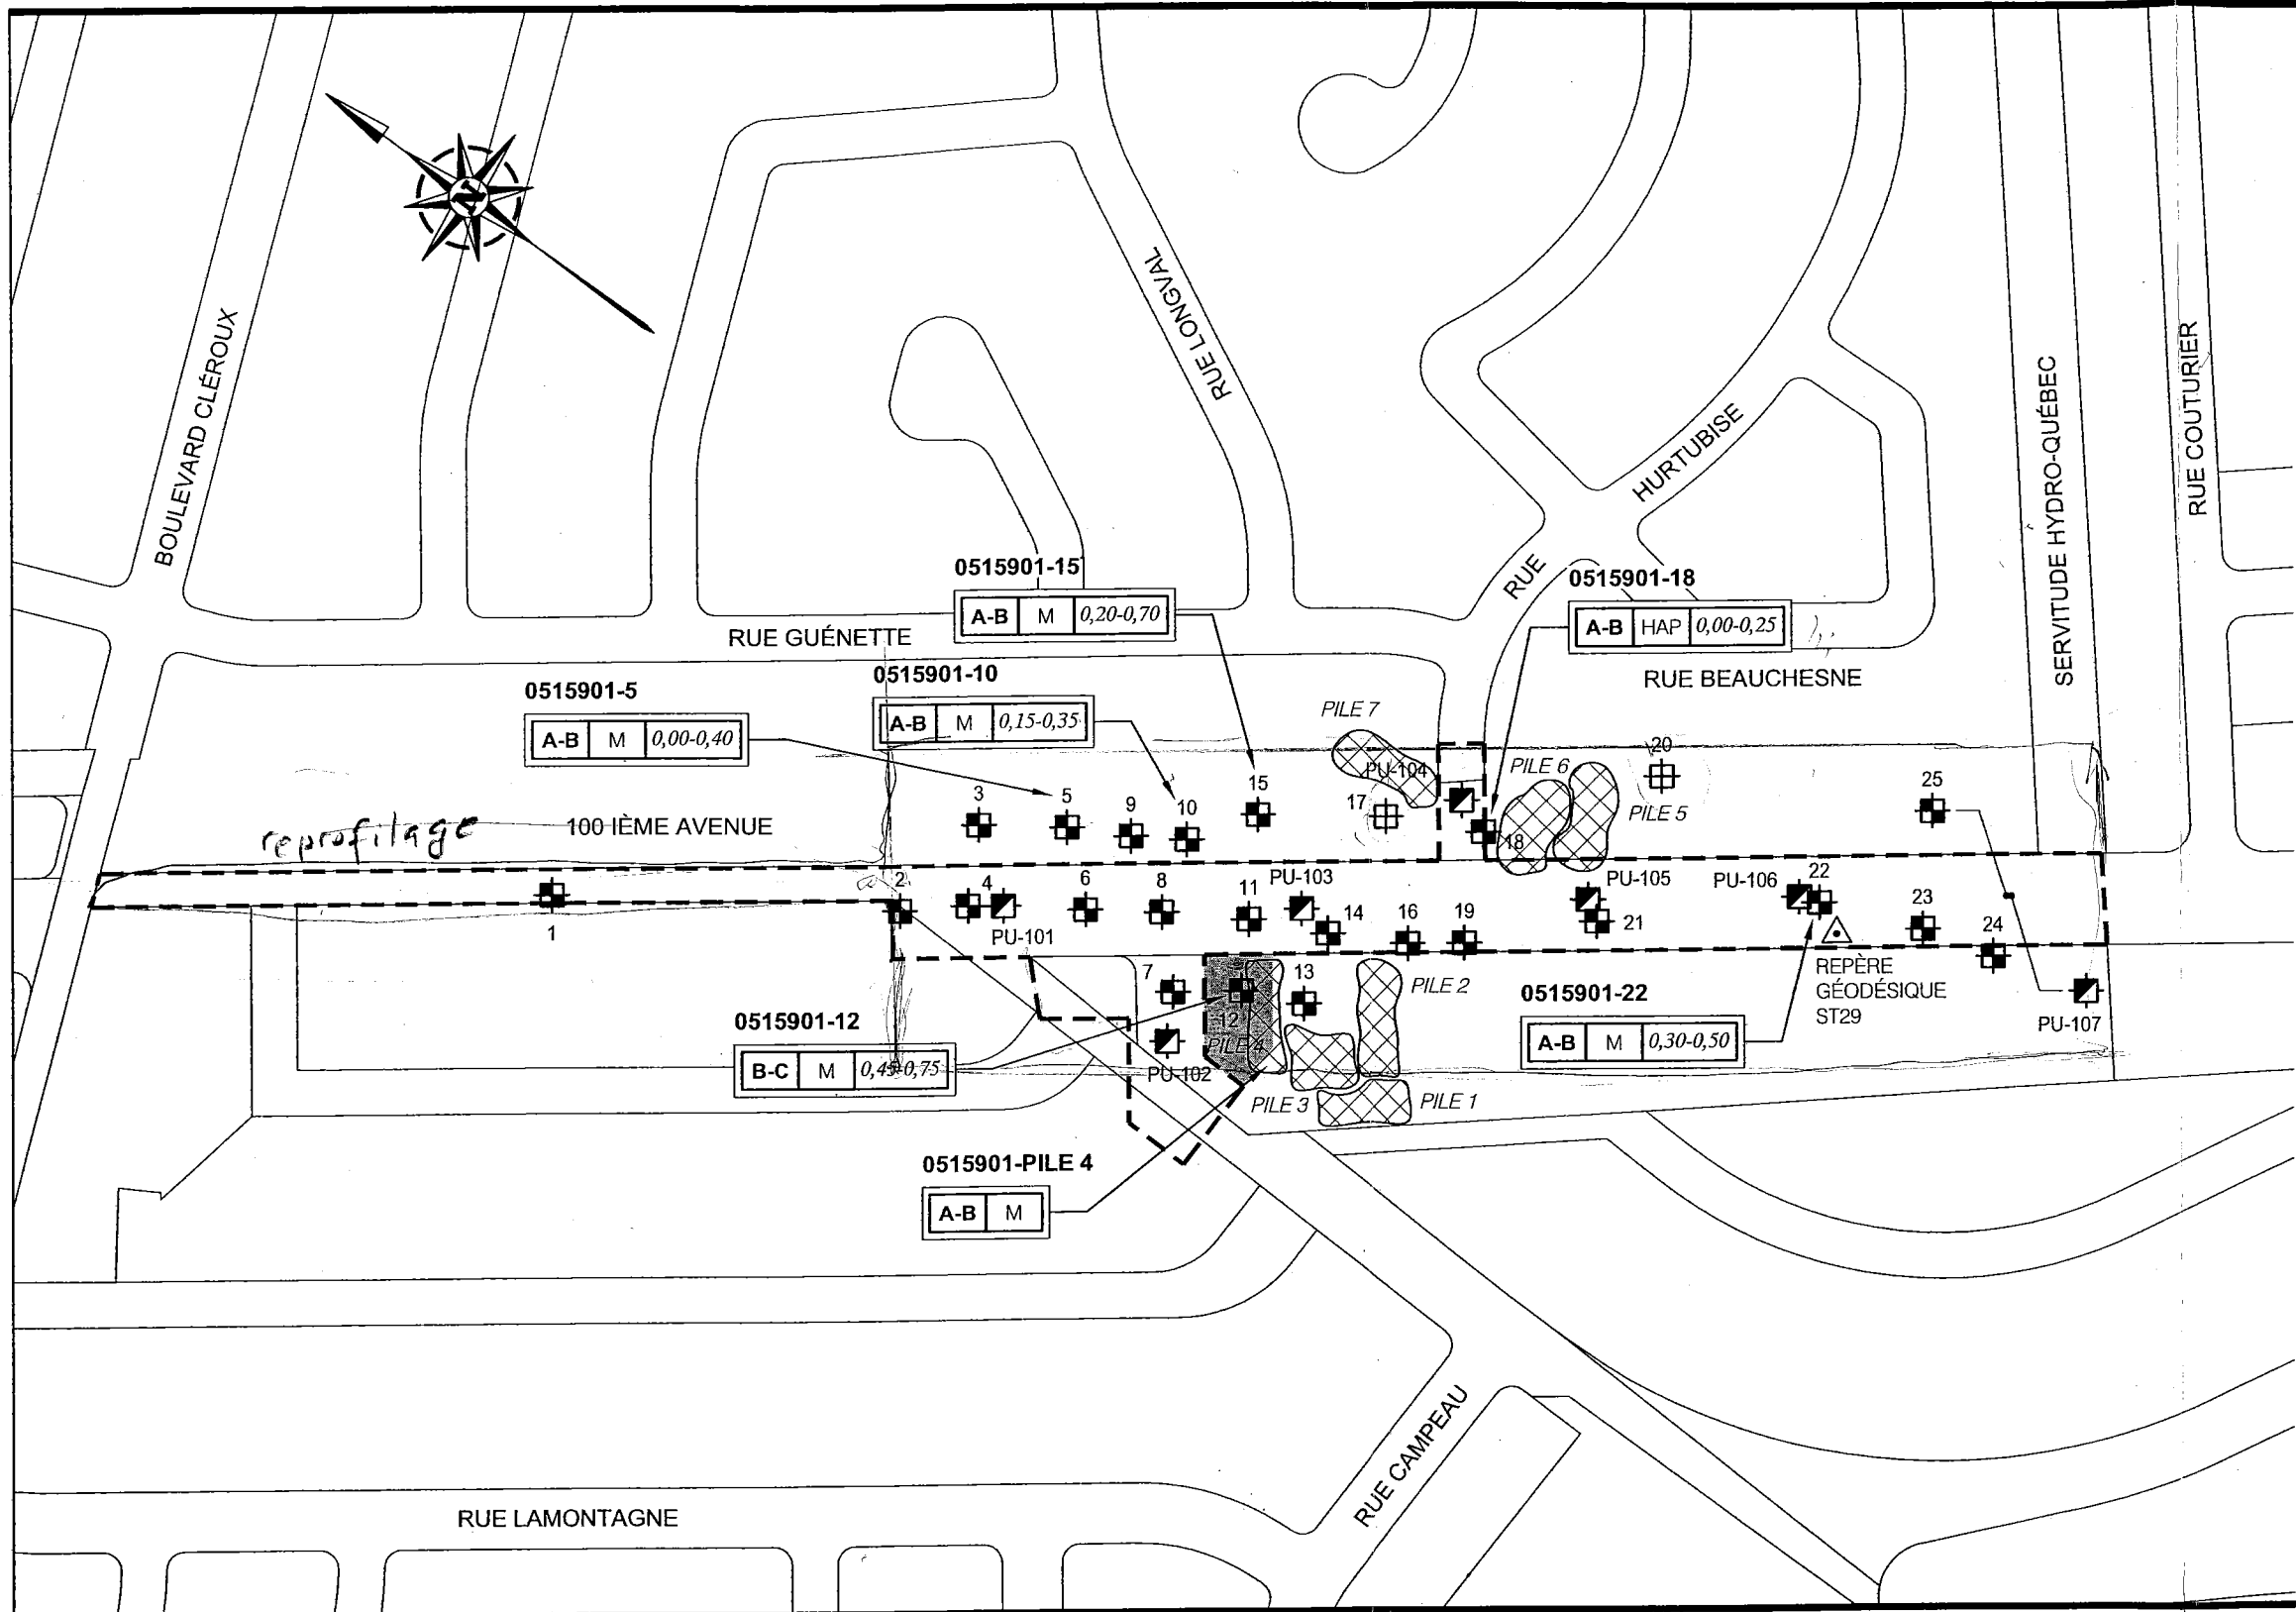 N
BOULEVARD CLÉROUX
RUE LONGVAL
RUE HURTUBISE
SERVITUDE HYDRO-QUÉBEC
RUE COUTURIER
0515901-15
A-B M 0,20-0,70
0515901-18
A-B HAP 0,00-0,25
RUE GUÉNETTE
RUE BEAUCHESNE
0515901-5
A-B M 0,00-0,40
0515901-10
A-B M 0,15-0,35
PILE 7
PU-104
PILE 6
20
PILE 5
25
3
5
9
10
15
17
18
reprofilage
100 IÈME AVENUE
1
2
4
PU-101
6
8
11
PU-103
14
16
19
PU-105
21
PU-106
22
23
24
REPÈRE
GÉODÉSIQUE
ST29
PU-107
7
12
13
PILE 2
PILE 4
PU-102
PILE 3
PILE 1
0515901-12
B-C M 0,45-0,75
0515901-22
A-B M 0,30-0,50
0515901-PILE 4
A-B M
RUE CAMPEAU
RUE LAMONTAGNE